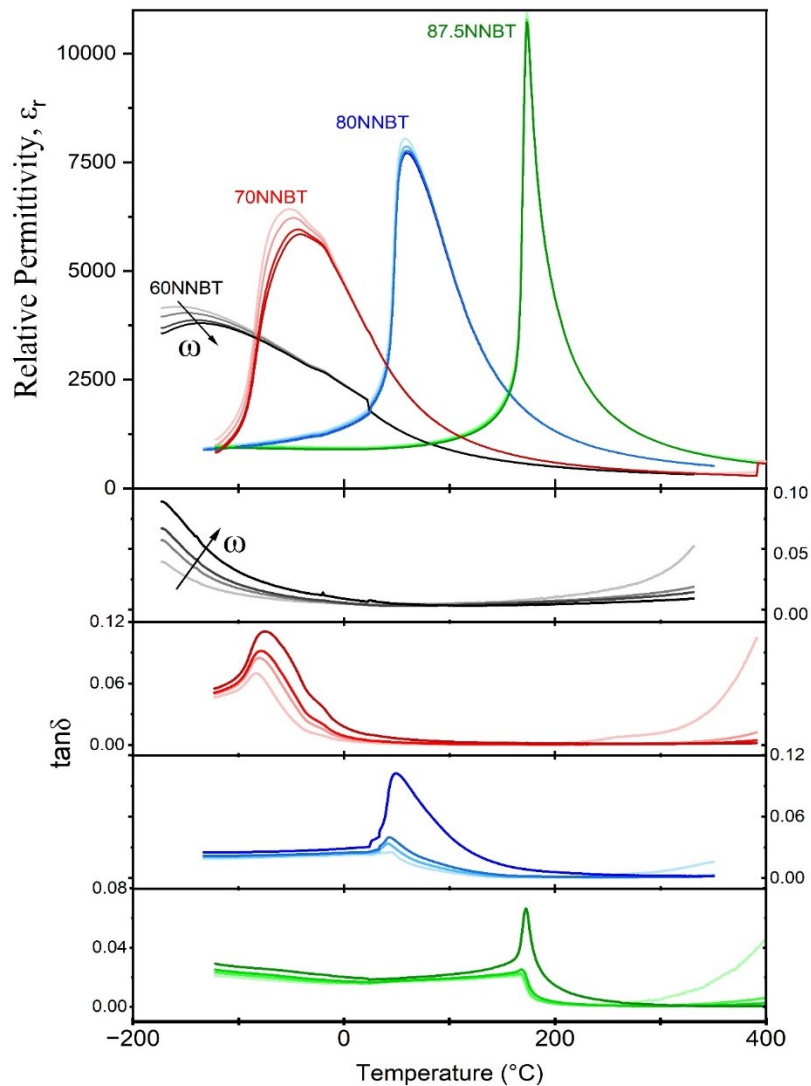 Relative Permittivity, εr
10000
7500
5000
2500
0
87.5NNBT
80NNBT
70NNBT
60NNBT
ω
ω
0.10
0.05
0.00
0.12
0.06
0.00
tanδ
0.12
0.06
0.00
0.08
0.04
0.00
−200
0
200
400
Temperature (°C)